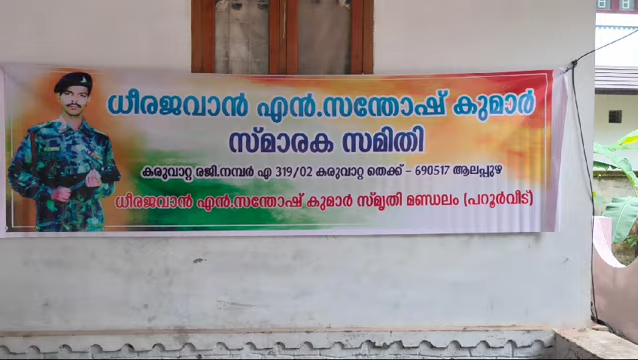 ധീരജവാൻ എൻ.സന്തോഷ് കുമാർ
സ്മാരക സമിതി
കരുവാറ്റ രജി.നമ്പർ എ 319/02 കരുവാറ്റ തെക്ക് – 690517 ആലപ്പുഴ
ധീരജവാൻ എൻ.സന്തോഷ് കുമാർ സ്മൃതി മണ്ഡലം (പറൂർവീട്)